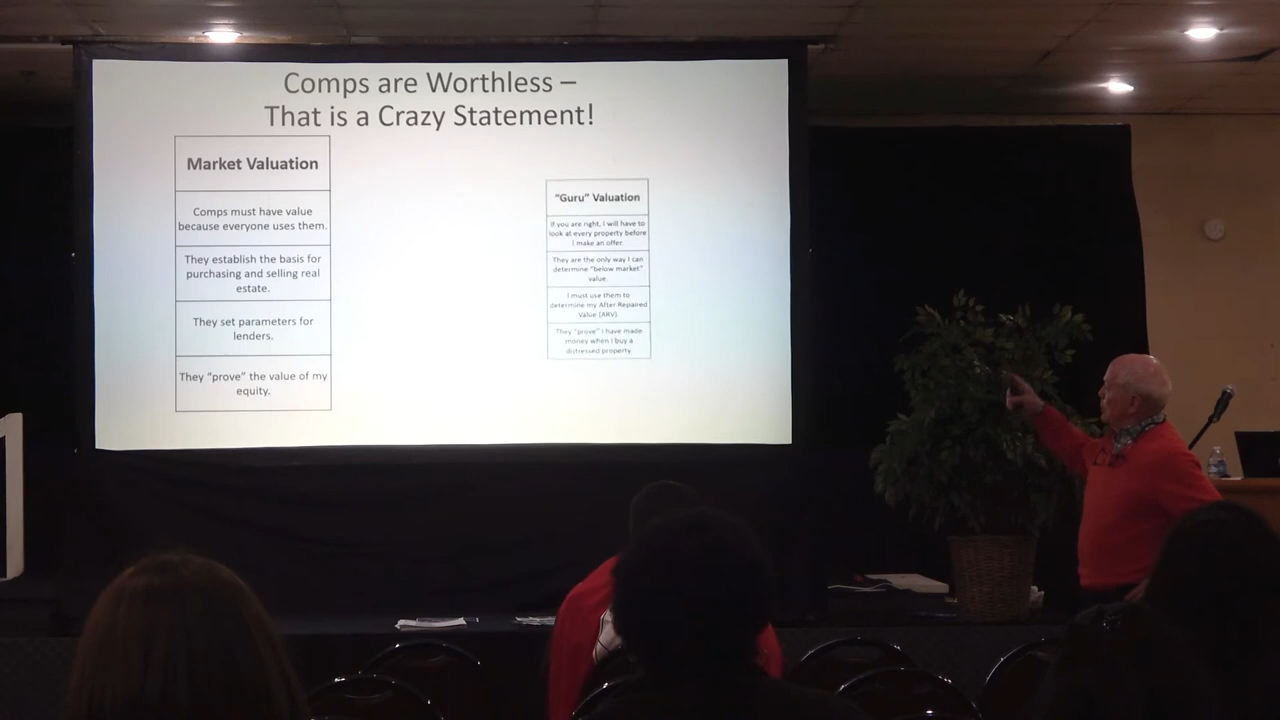 Comps are Worthless –
That is a Crazy Statement!
Market Valuation
Comps must have value
because everyone uses them.
They establish the basis for
purchasing and selling real
estate.
They set parameters for
lenders.
They “prove” the value of my
equity.
“Guru” Valuation
If you are right, I will have to
look at every property before
I make an offer.
They are the only way I can
determine “below market”
value.
I must use them to
determine my After Repaired
Value (ARV).
They “prove” I have made
money when I buy a
distressed property.